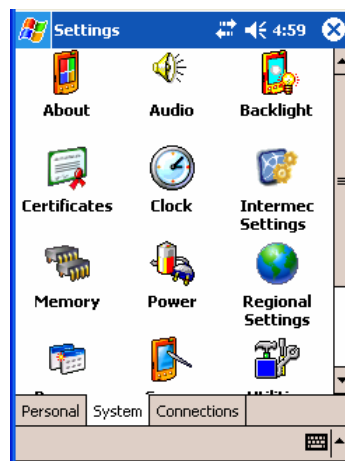 Settings 4:59
About Audio Backlight
Certificates Clock Intermec Settings
Memory Power Regional Settings
Personal System Connections